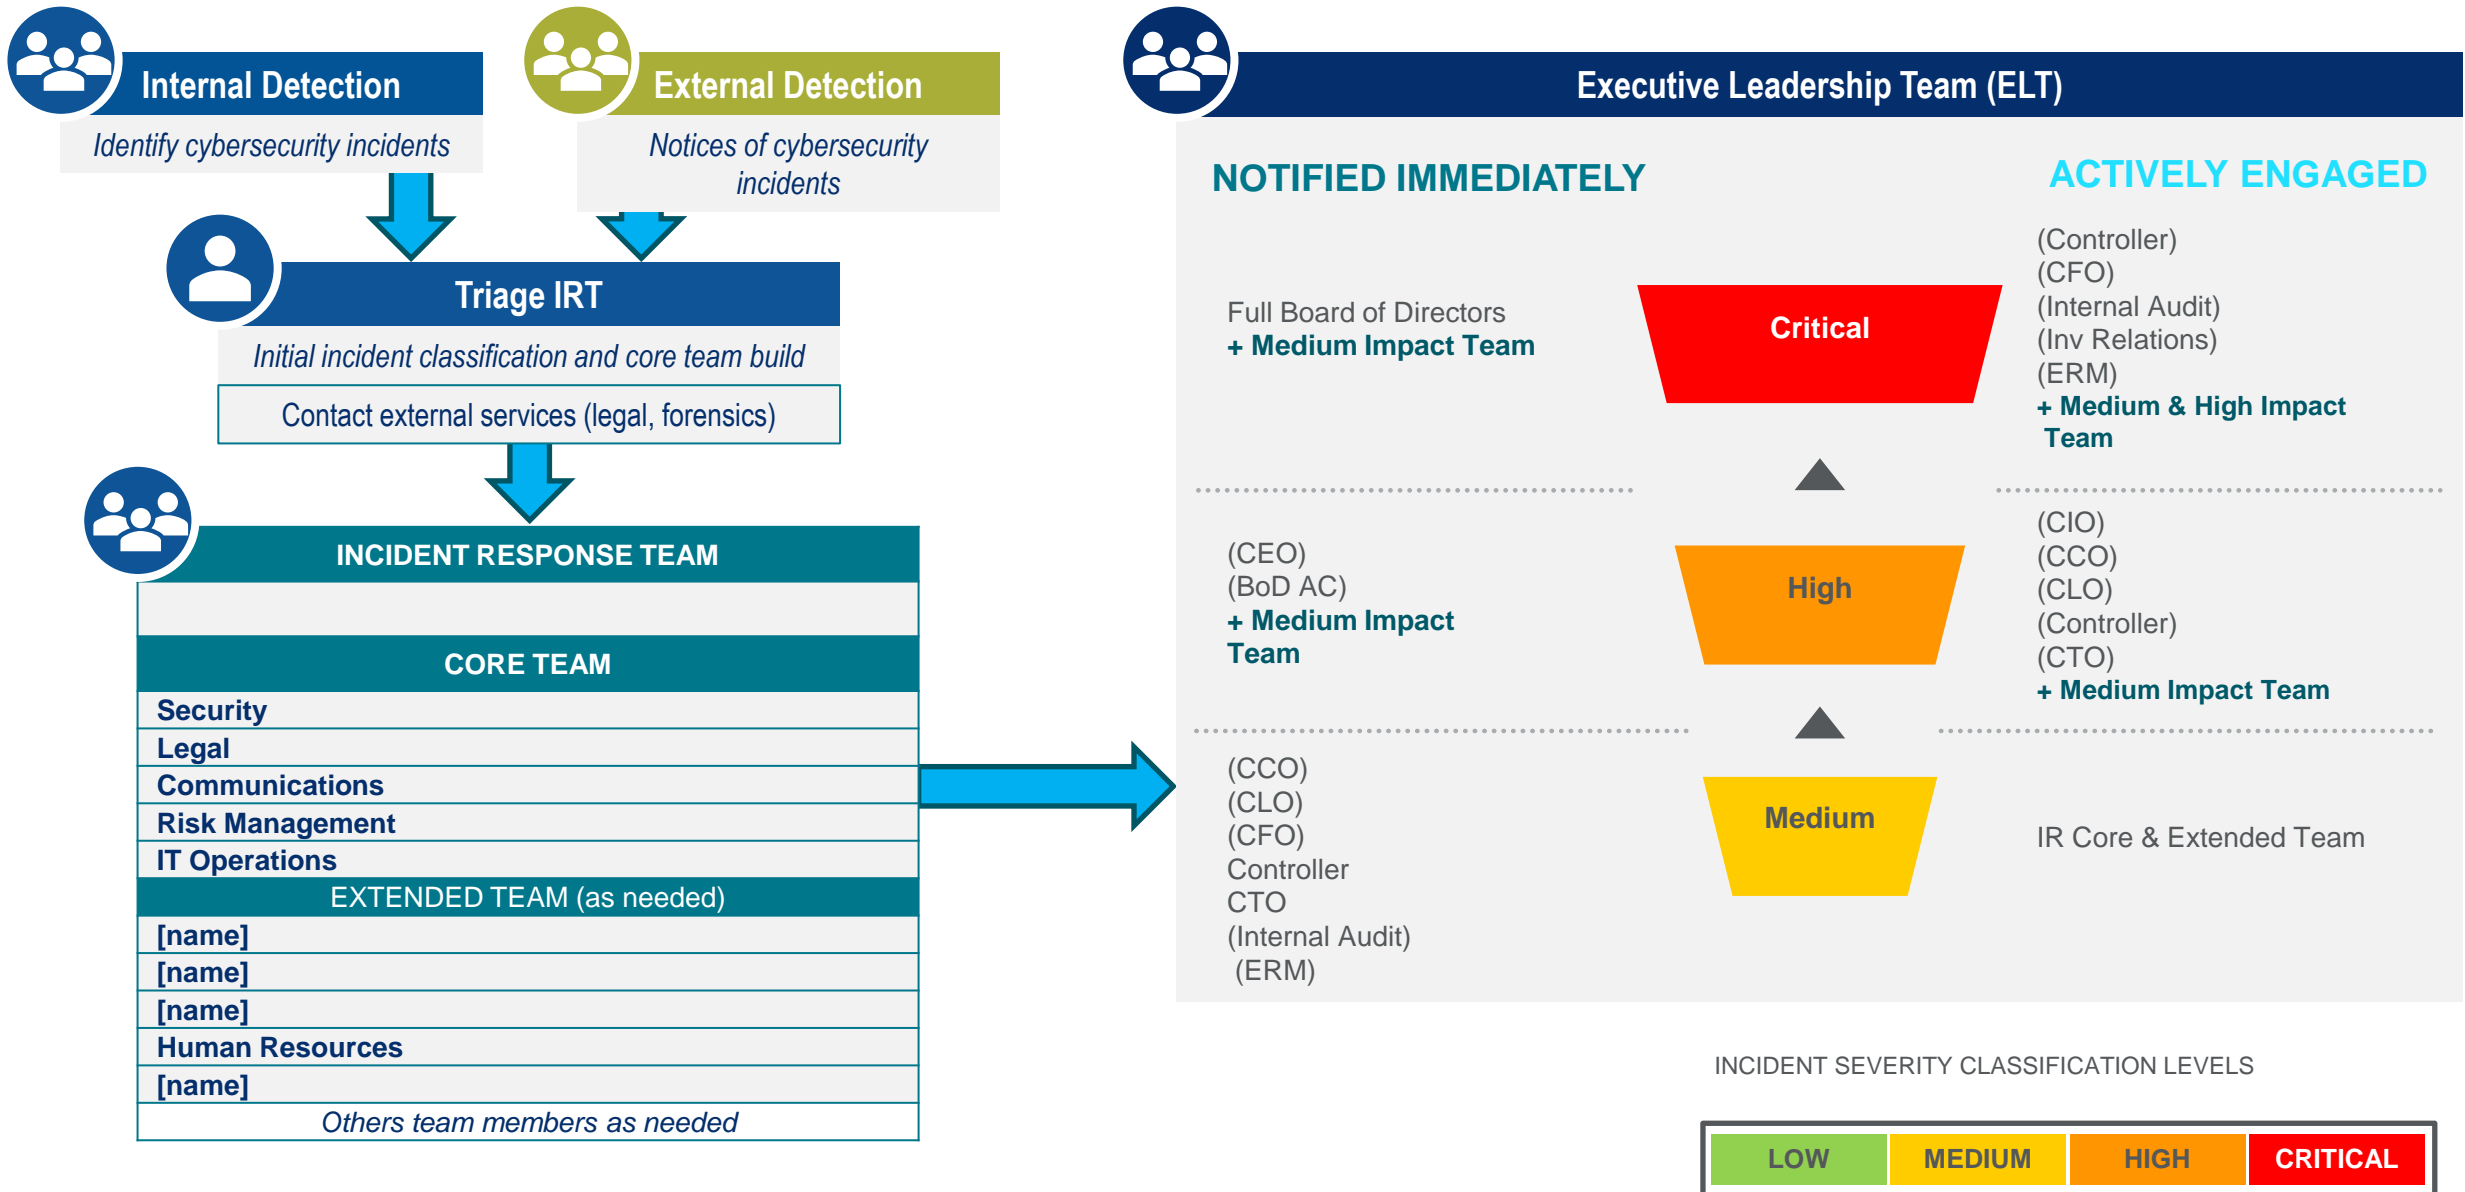 Internal Detection
Identify cybersecurity incidents
External Detection
Notices of cybersecurity
incidents
Triage IRT
Initial incident classification and core team build
Contact external services (legal, forensics)
INCIDENT RESPONSE TEAM
CORE TEAM
Security
Legal
Communications
Risk Management
IT Operations
EXTENDED TEAM (as needed)
[name]
[name]
[name]
Human Resources
[name]
Others team members as needed
Executive Leadership Team (ELT)
NOTIFIED IMMEDIATELY
ACTIVELY ENGAGED
Full Board of Directors
+ Medium Impact Team
Critical
(Controller)
(CFO)
(Internal Audit)
(Inv Relations)
(ERM)
+ Medium & High Impact
Team
(CEO)
(BoD AC)
+ Medium Impact
Team
High
(CIO)
(CCO)
(CLO)
(Controller)
(CTO)
+ Medium Impact Team
(CCO)
(CLO)
(CFO)
Controller
CTO
(Internal Audit)
(ERM)
Medium
IR Core & Extended Team
INCIDENT SEVERITY CLASSIFICATION LEVELS
LOW
MEDIUM
HIGH
CRITICAL